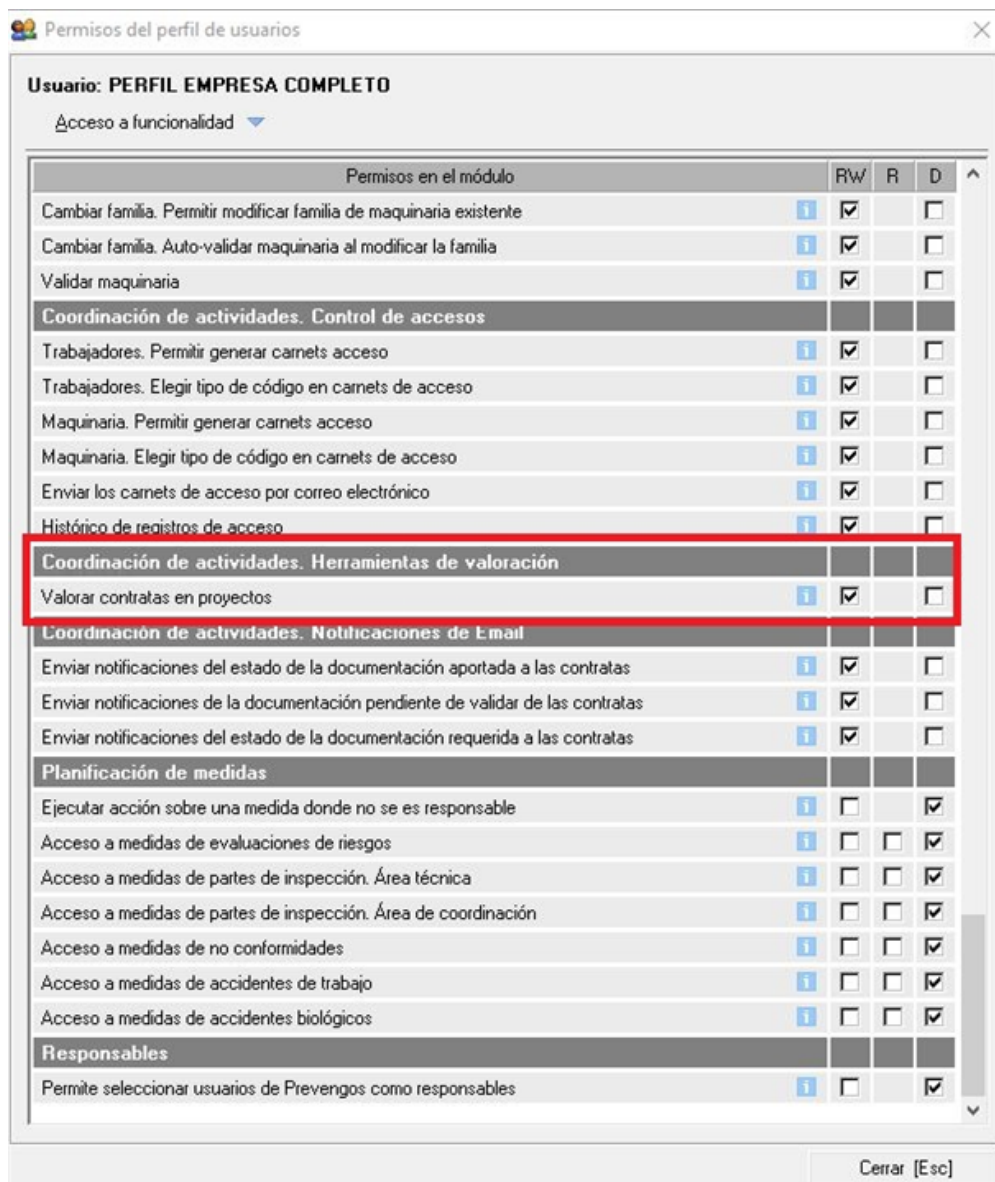 Permisos del perfil de usuarios
Usuario: PERFIL EMPRESA COMPLETO
Acceso a funcionalidad
Permisos en el módulo RW R D
Cambiar familia. Permitir modificar familia de maquinaria existente
Cambiar familia. Auto-validar maquinaria al modificar la familia
Validar maquinaria
Coordinación de actividades. Control de accesos
Trabajadores. Permitir generar carnets acceso
Trabajadores. Elegir tipo de código en carnets de acceso
Maquinaria. Permitir generar carnets acceso
Maquinaria. Elegir tipo de código en carnets de acceso
Enviar los carnets de acceso por correo electrónico
Histórico de registros de acceso
Coordinación de actividades. Herramientas de valoración
Valorar contratas en proyectos
Coordinación de actividades. Notificaciones de Email
Enviar notificaciones del estado de la documentación aportada a las contratas
Enviar notificaciones de la documentación pendiente de validar de las contratas
Enviar notificaciones del estado de la documentación requerida a las contratas
Planificación de medidas
Ejecutar acción sobre una medida donde no se es responsable
Acceso a medidas de evaluaciones de riesgos
Acceso a medidas de partes de inspección. Área técnica
Acceso a medidas de partes de inspección. Área de coordinación
Acceso a medidas de no conformidades
Acceso a medidas de accidentes de trabajo
Acceso a medidas de accidentes biológicos
Responsables
Permite seleccionar usuarios de Prevengos como responsables
Cerrar [Esc]